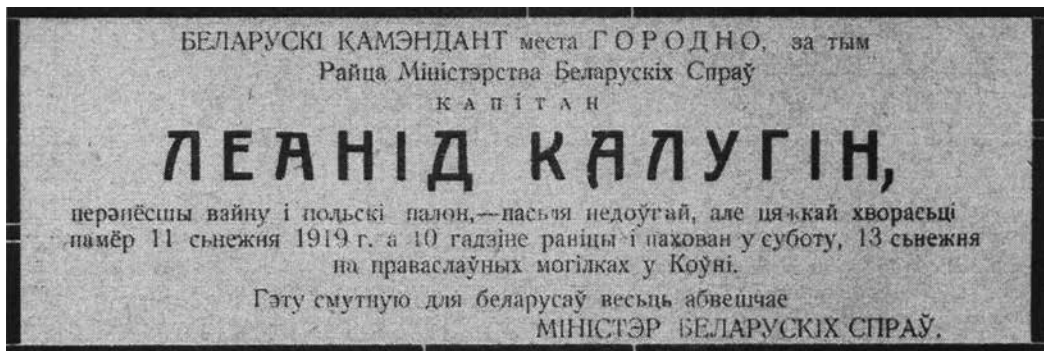 БЕЛАРУСКІ КАМЭНДАНТ места ГОРОДНО, за тым
Райца Міністэрства Беларускіх Спраў
КАПІТАН
ЛЕАНІД КАЛУГІН,
перанёсшы вайну і польскі палон,—пасьля недоўгай, але цяжкай хворасьці
памёр 11 сьнежня 1919 г. а 10 гадзіне раніцы і пахован у суботу, 13 сьнежня
на праваслаўных могілках у Коўні.
Гэту смутную для беларусаў весьць абвешчае
МІНІСТЭР БЕЛАРУСКІХ СПРАЎ.